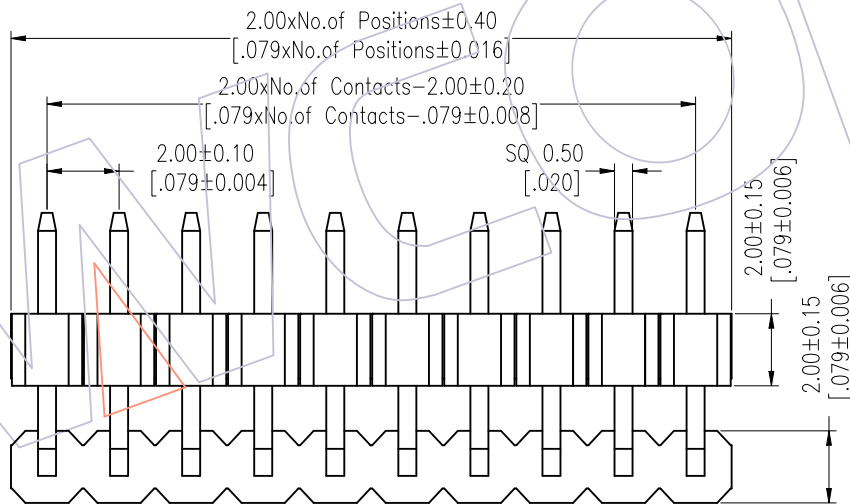 2.00xNo.of Positions±0.40
[.079xNo.of Positions±0.016]
2.00xNo.of Contacts-2.00±0.20
[.079xNo.of Contacts-.079±0.008]
2.00±0.10
[.079±0.004]
SQ 0.50
[.020]
2.00±0.15
[.079±0.006]
2.00±0.15
[.079±0.006]
WCO